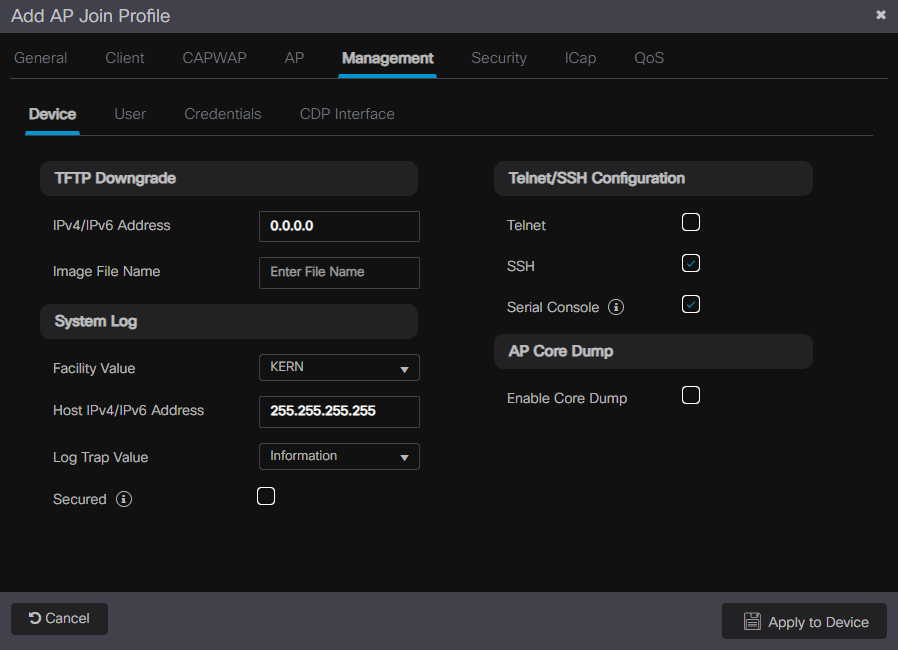 Add AP Join Profile
General Client CAPWAP AP Management Security ICap QoS
Device User Credentials CDP Interface
TFTP Downgrade
IPv4/IPv6 Address 0.0.0.0
Image File Name Enter File Name
System Log
Facility Value KERN
Host IPv4/IPv6 Address 255.255.255.255
Log Trap Value Information
Secured
Telnet/SSH Configuration
Telnet
SSH
Serial Console
AP Core Dump
Enable Core Dump
Cancel
Apply to Device